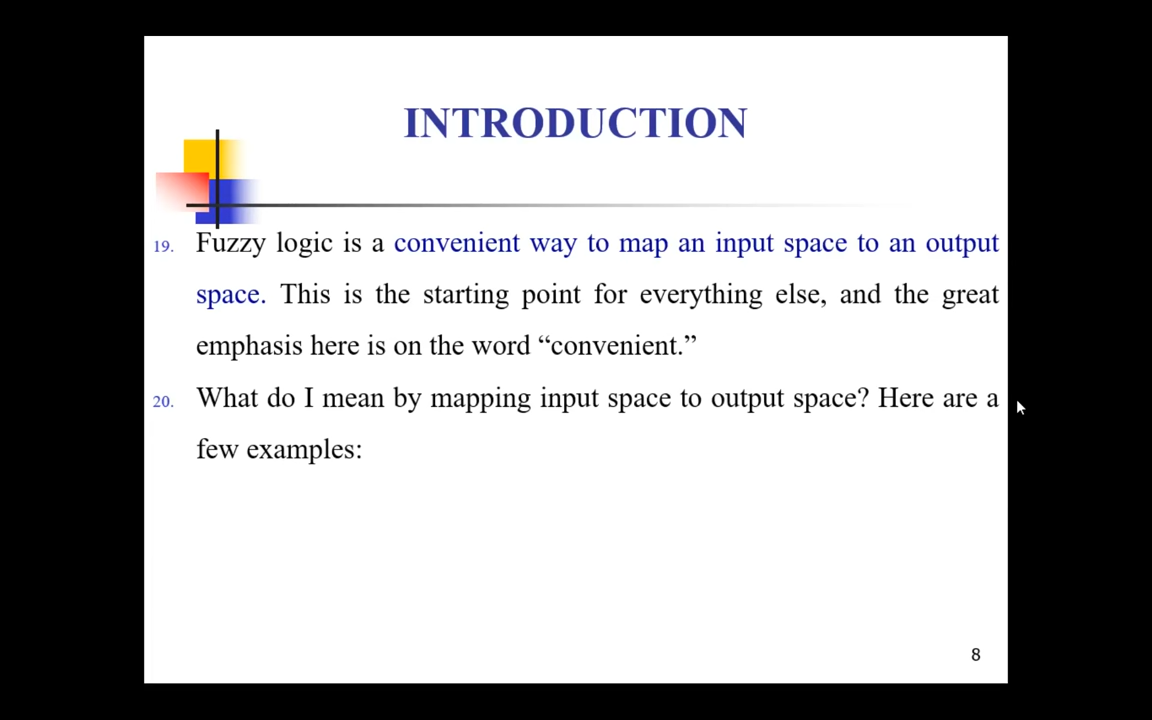 INTRODUCTION
19. Fuzzy logic is a convenient way to map an input space to an output
space. This is the starting point for everything else, and the great
emphasis here is on the word “convenient.”
20. What do I mean by mapping input space to output space? Here are a
few examples:
8